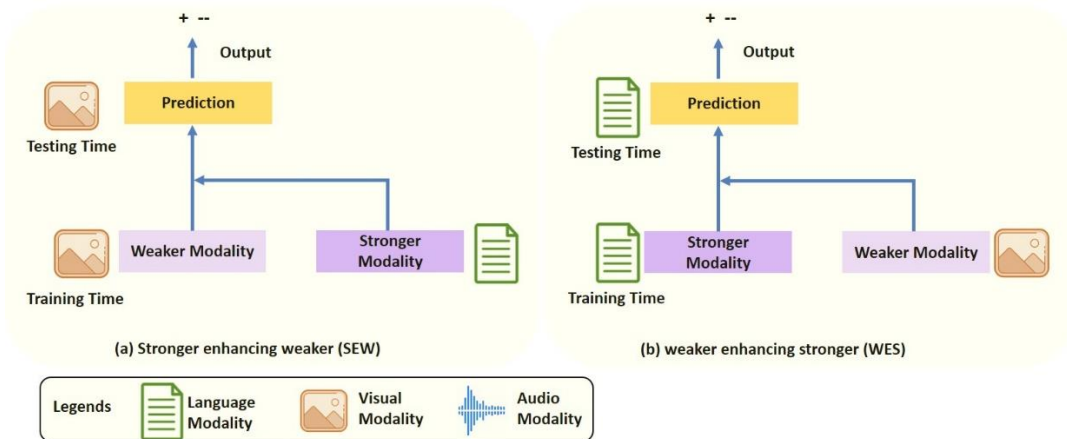 + --
Output
Prediction
Testing Time
Weaker Modality
Stronger
Modality
Training Time
(a) Stronger enhancing weaker (SEW)
+ --
Output
Prediction
Testing Time
Stronger
Modality
Weaker Modality
Training Time
(b) weaker enhancing stronger (WES)
Legends
Language
Modality
Visual
Modality
Audio
Modality